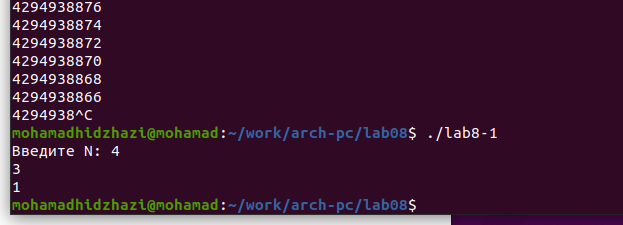 4294938876
4294938874
4294938872
4294938870
4294938868
4294938866
4294938^C
mohamadhidzhazi@mohamad:~/work/arch-pc/lab08$ ./lab8-1
Введите N: 4
3
1
mohamadhidzhazi@mohamad:~/work/arch-pc/lab08$